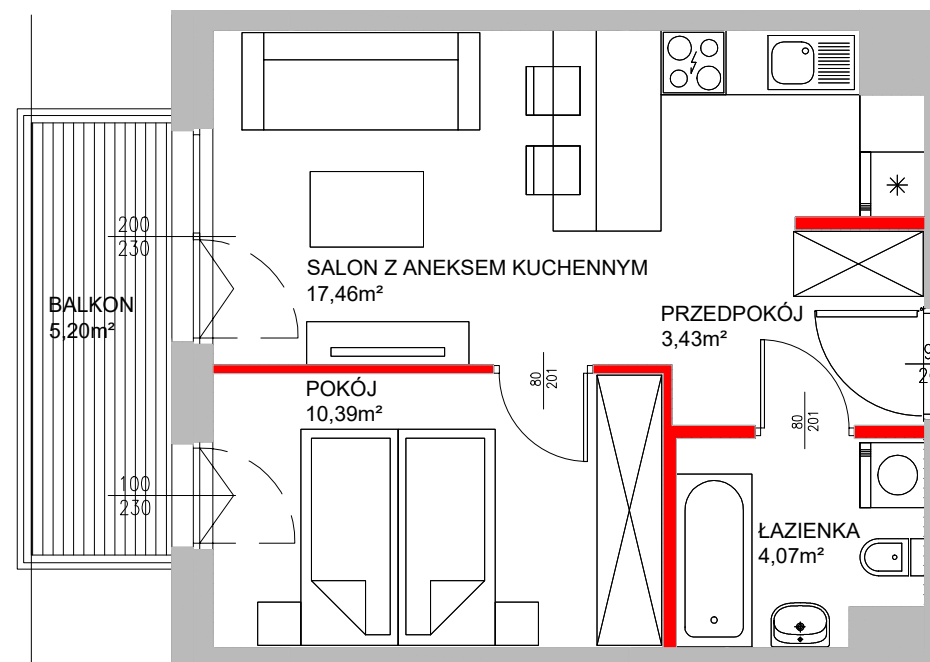 SALON Z ANEKSEM KUCHENNYM
17,46m²
200
230
BALKON
5,20m²
PRZEDPOKÓJ
3,43m²
80
201
POKÓJ
10,39m²
80
201
100
230
ŁAZIENKA
4,07m²